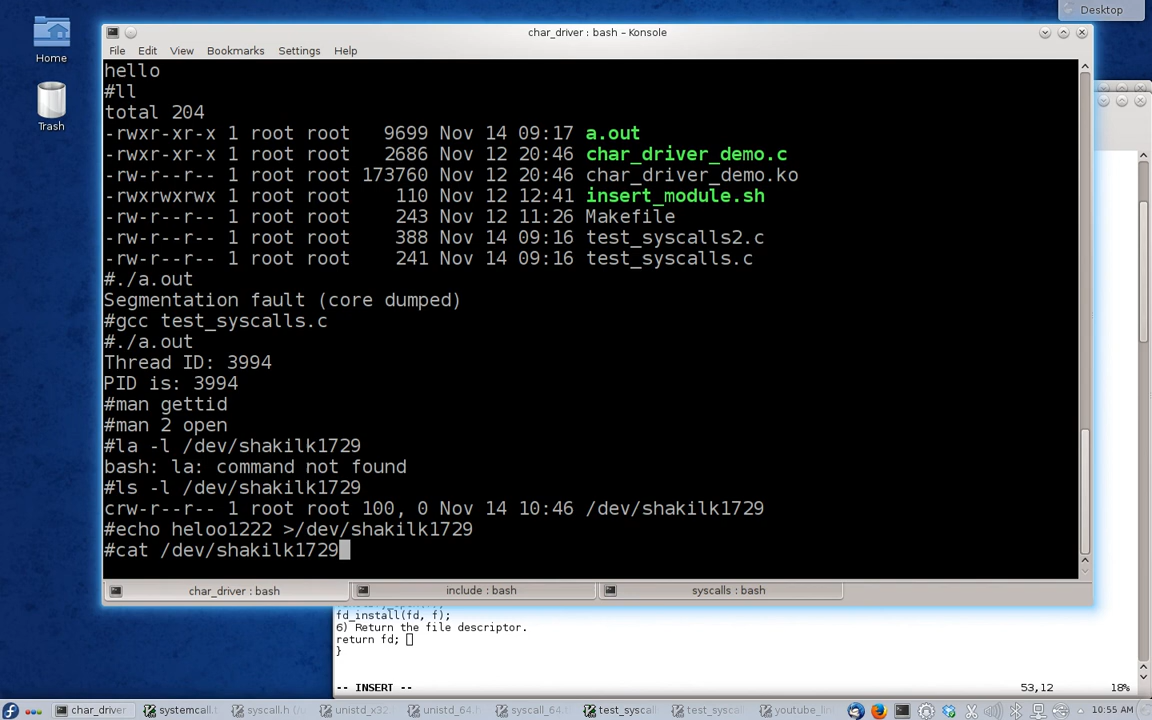 Desktop
Home
Trash
char_driver : bash – Konsole
File Edit View Bookmarks Settings Help
hello
#ll
total 204
-rwxr-xr-x 1 root root   9699 Nov 14 09:17 a.out
-rwxr-xr-x 1 root root   2686 Nov 12 20:46 char_driver_demo.c
-rw-r--r-- 1 root root 173760 Nov 12 20:46 char_driver_demo.ko
-rwxrwxrwx 1 root root    110 Nov 12 12:41 insert_module.sh
-rw-r--r-- 1 root root    243 Nov 12 11:26 Makefile
-rw-r--r-- 1 root root    388 Nov 14 09:16 test_syscalls2.c
-rw-r--r-- 1 root root    241 Nov 14 09:16 test_syscalls.c
#./a.out
Segmentation fault (core dumped)
#gcc test_syscalls.c
#./a.out
Thread ID: 3994
PID is: 3994
#man gettid
#man 2 open
#la -l /dev/shakilk1729
bash: la: command not found
#ls -l /dev/shakilk1729
crw-r--r-- 1 root root 100, 0 Nov 14 10:46 /dev/shakilk1729
#echo heloo1222 >/dev/shakilk1729
#cat /dev/shakilk1729
char_driver : bash include : bash syscalls : bash
fd_install(fd, f);
6) Return the file descriptor.
return fd;
}
-- INSERT -- 53,12 18%
char_driver systemcall. syscall.h (/u unistd_x32 unistd_64. syscall_64. test_sysc test_sysc youtube_lin 10:55 AM